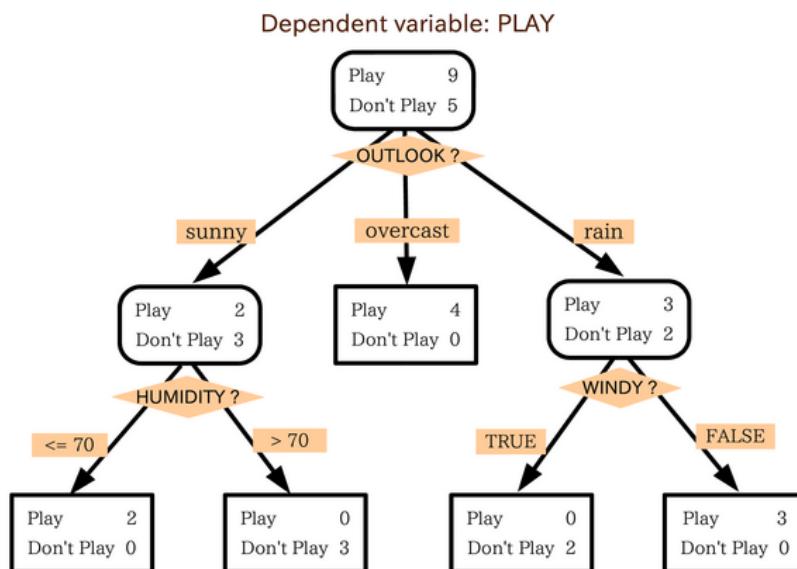 Dependent variable: PLAY
Play 9
Don't Play 5
OUTLOOK ?
sunny
overcast
rain
Play 2
Don't Play 3
Play 4
Don't Play 0
Play 3
Don't Play 2
HUMIDITY ?
WINDY ?
<= 70
> 70
TRUE
FALSE
Play 2
Don't Play 0
Play 0
Don't Play 3
Play 0
Don't Play 2
Play 3
Don't Play 0